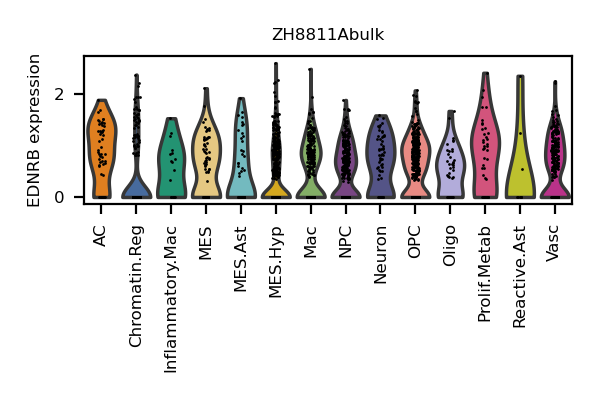 ZH8811Abulk
EDNRB expression
2
0
AC
Chromatin.Reg
Inflammatory.Mac
MES
MES.Ast
MES.Hyp
Mac
NPC
Neuron
OPC
Oligo
Prolif.Metab
Reactive.Ast
Vasc